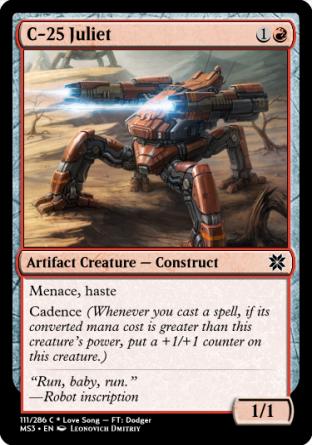 C-25 Juliet 1
Artifact Creature — Construct
Menace, haste
Cadence (Whenever you cast a spell, if its
converted mana cost is greater than this
creature's power, put a +1/+1 counter on
this creature.)
"Run, baby, run."
—Robot inscription
1/1
111/286 C * Love Song — FT: Dodger
MS3 • EN Leonovich Dmitriy